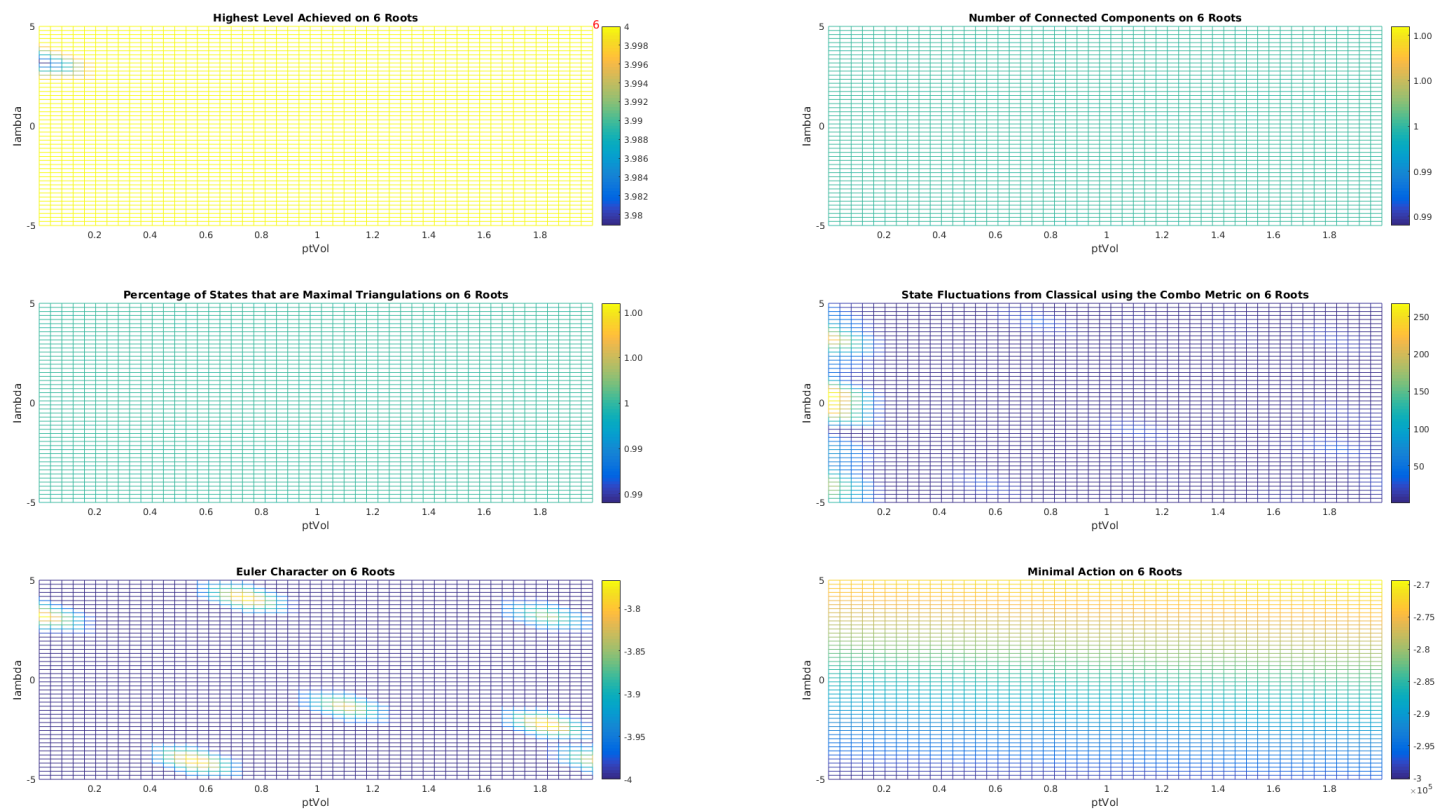 Highest Level Achieved on 6 Roots
6
5
0
-5
lambda
0.2 0.4 0.6 0.8 1 1.2 1.4 1.6 1.8
ptVol
4
3.998
3.996
3.994
3.992
3.99
3.988
3.986
3.984
3.982
3.98
Number of Connected Components on 6 Roots
5
0
-5
lambda
0.2 0.4 0.6 0.8 1 1.2 1.4 1.6 1.8
ptVol
1.00
1.00
1
0.99
0.99
Percentage of States that are Maximal Triangulations on 6 Roots
5
0
-5
lambda
0.2 0.4 0.6 0.8 1 1.2 1.4 1.6 1.8
ptVol
1.00
1.00
1
0.99
0.99
State Fluctuations from Classical using the Combo Metric on 6 Roots
5
0
-5
lambda
0.2 0.4 0.6 0.8 1 1.2 1.4 1.6 1.8
ptVol
250
200
150
100
50
Euler Character on 6 Roots
5
0
-5
lambda
0.2 0.4 0.6 0.8 1 1.2 1.4 1.6 1.8
ptVol
-3.8
-3.85
-3.9
-3.95
-4
Minimal Action on 6 Roots
5
0
-5
lambda
0.2 0.4 0.6 0.8 1 1.2 1.4 1.6 1.8
ptVol
-2.7
-2.75
-2.8
-2.85
-2.9
-2.95
-3
×10⁵